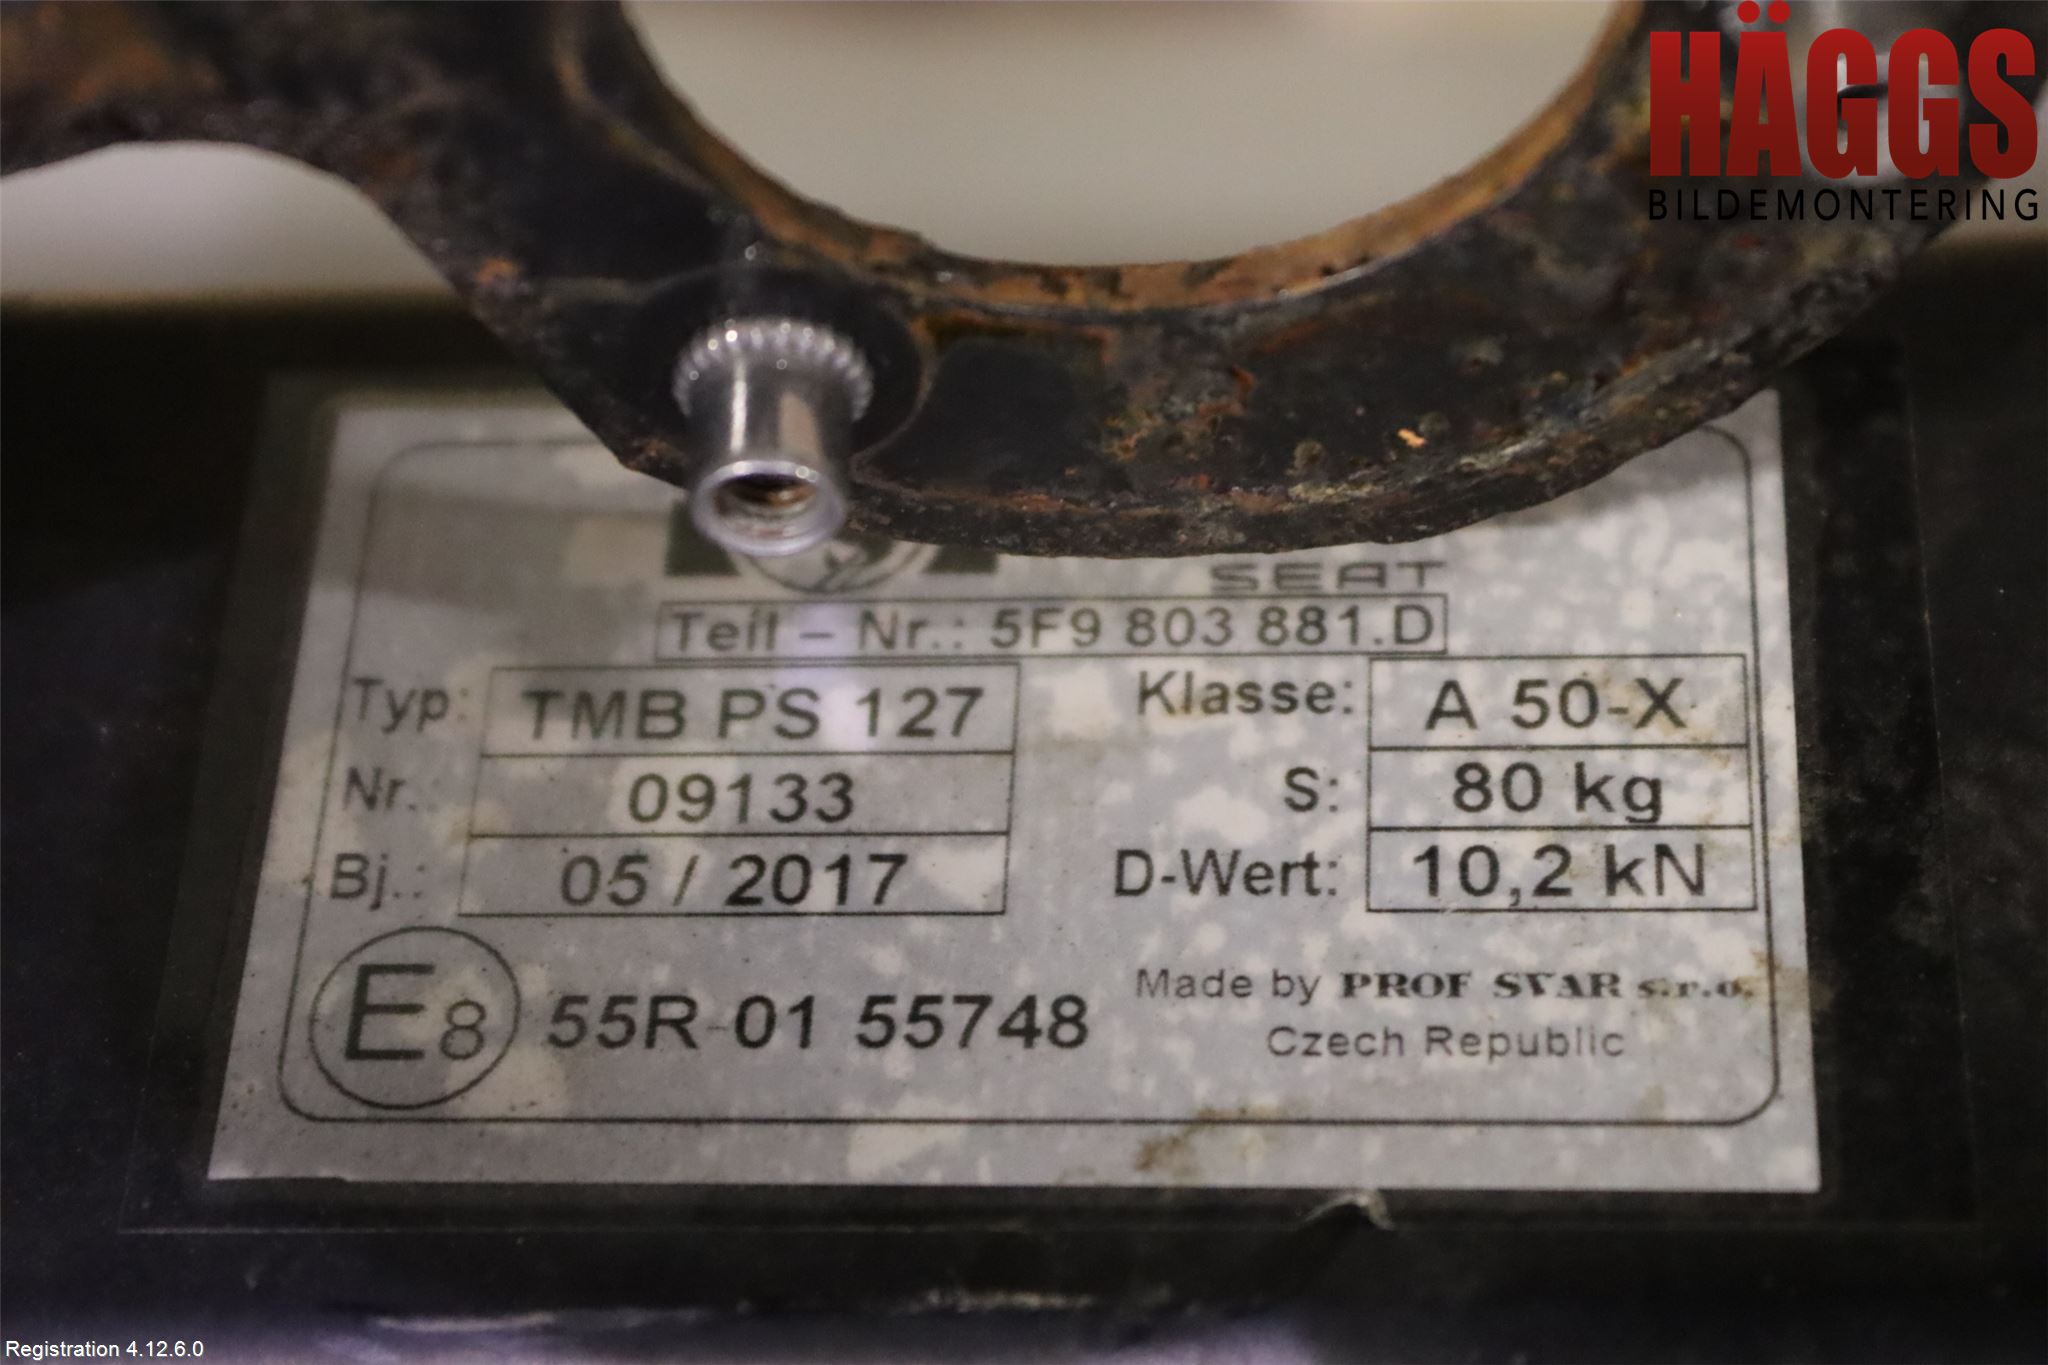 HÄGGS
BILDEMONTERING
SEAT
Teil – Nr.: 5F9 803 881.D
Typ: TMB PS 127 Klasse: A 50-X
Nr.: 09133 S: 80 kg
Bj.: 05 / 2017 D-Wert: 10,2 kN
E8 55R-01 55748
Made by PROF SVAR s.r.o.
Czech Republic
Registration 4.12.6.0